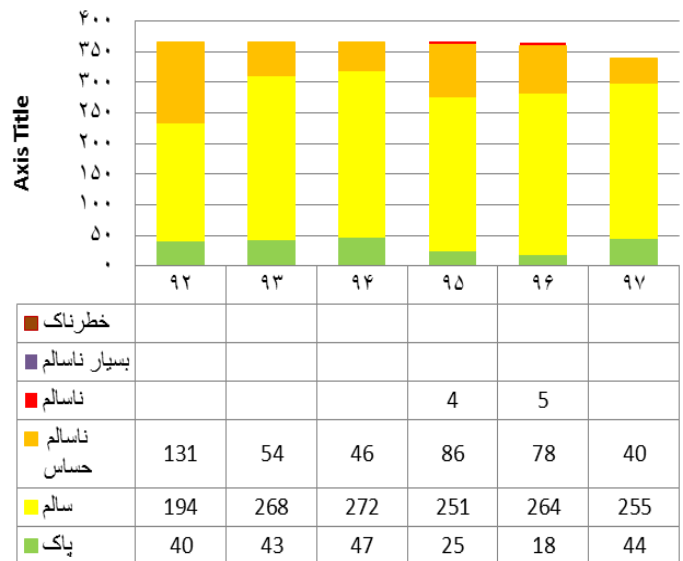 ۴۰۰
۳۵۰
۳۰۰
۲۵۰
۲۰۰
۱۵۰
۱۰۰
۵۰
۰
Axis Title
۹۲ ۹۳ ۹۴ ۹۵ ۹۶ ۹۷
خطرناک
بسیار ناسالم
ناسالم 4 5
ناسالم
حساس 131 54 46 86 78 40
سالم 194 268 272 251 264 255
پاک 40 43 47 25 18 44